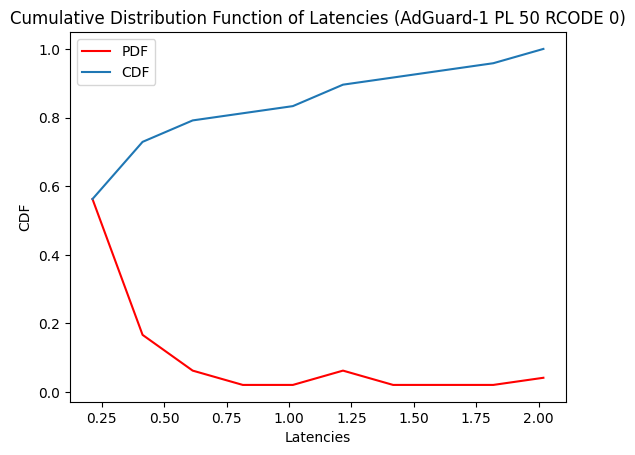 Cumulative Distribution Function of Latencies (AdGuard-1 PL 50 RCODE 0)
PDF
CDF
1.0
0.8
0.6
0.4
0.2
0.0
CDF
0.25
0.50
0.75
1.00
1.25
1.50
1.75
2.00
Latencies